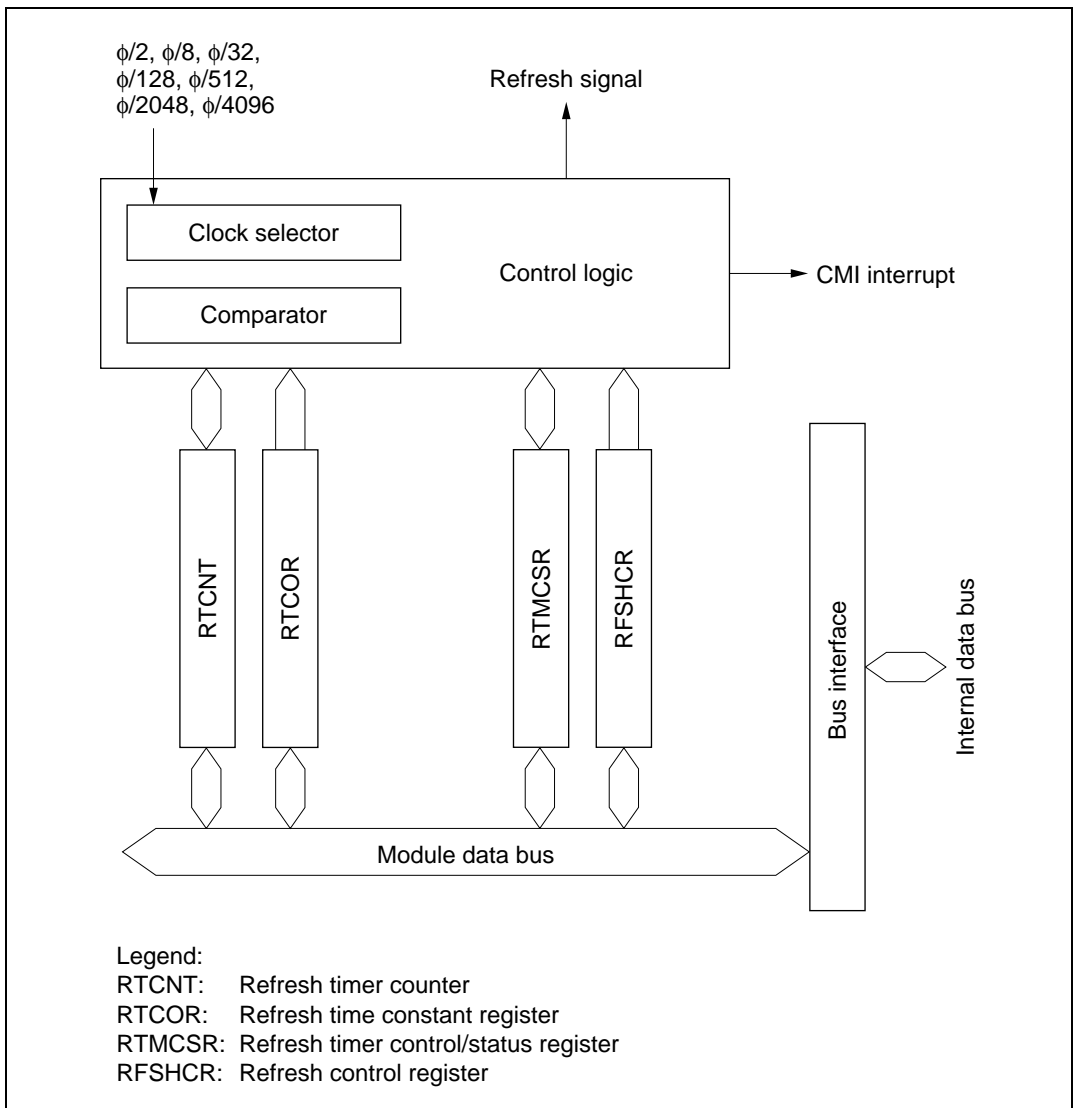 ϕ/2, ϕ/8, ϕ/32,
ϕ/128, ϕ/512,
ϕ/2048, ϕ/4096
Refresh signal
Clock selector
Control logic
CMI interrupt
Comparator
RTCNT
RTCOR
RTMCSR
RFSHCR
Bus interface
Internal data bus
Module data bus
Legend:
RTCNT: Refresh timer counter
RTCOR: Refresh time constant register
RTMCSR: Refresh timer control/status register
RFSHCR: Refresh control register